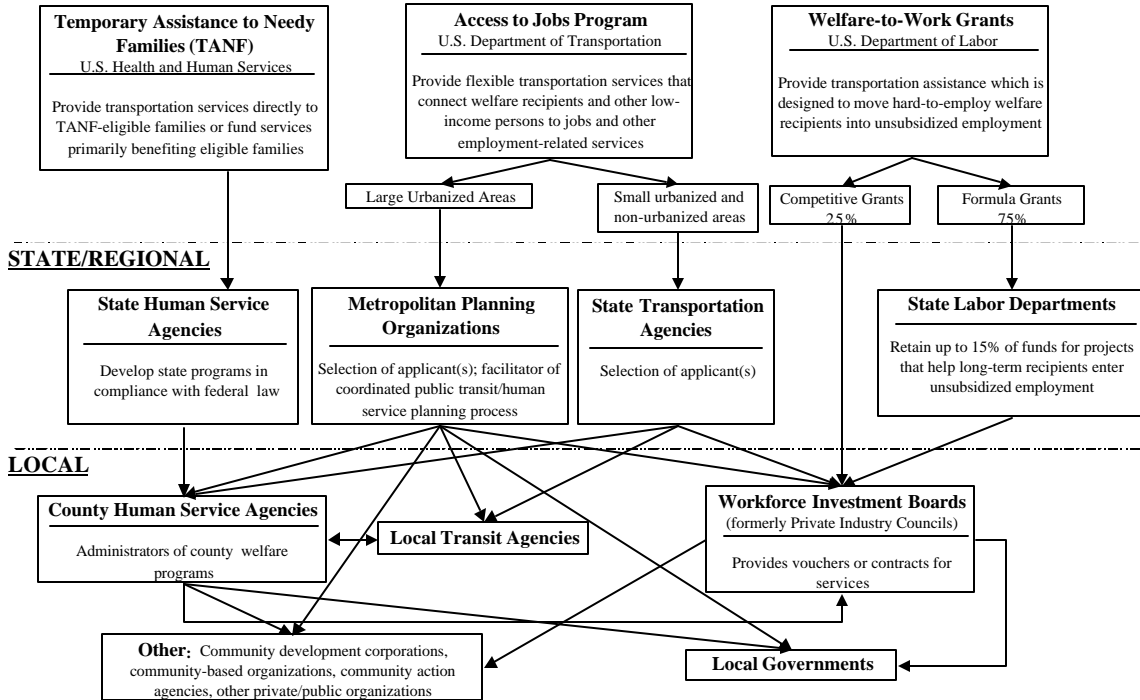 Temporary Assistance to Needy
Families (TANF)
U.S. Health and Human Services
Provide transportation services directly to
TANF-eligible families or fund services
primarily benefiting eligible families
Access to Jobs Program
U.S. Department of Transportation
Provide flexible transportation services that
connect welfare recipients and other low-
income persons to jobs and other
employment-related services
Welfare-to-Work Grants
U.S. Department of Labor
Provide transportation assistance which is
designed to move hard-to-employ welfare
recipients into unsubsidized employment
Large Urbanized Areas
Small urbanized and
non-urbanized areas
Competitive Grants
25%
Formula Grants
75%
STATE/REGIONAL
State Human Service
Agencies
Develop state programs in
compliance with federal law
Metropolitan Planning
Organizations
Selection of applicant(s); facilitator of
coordinated public transit/human
service planning process
State Transportation
Agencies
Selection of applicant(s)
State Labor Departments
Retain up to 15% of funds for projects
that help long-term recipients enter
unsubsidized employment
LOCAL
County Human Service Agencies
Administrators of county welfare
programs
Local Transit Agencies
Workforce Investment Boards
(formerly Private Industry Councils)
Provides vouchers or contracts for
services
Other: Community development corporations,
community-based organizations, community action
agencies, other private/public organizations
Local Governments